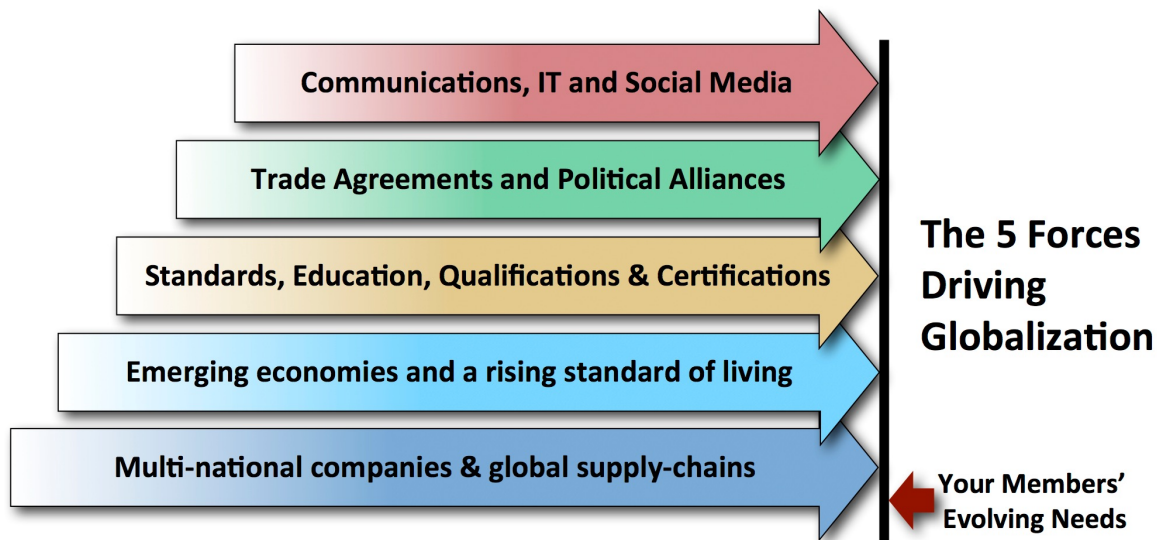 Communications, IT and Social Media
Trade Agreements and Political Alliances
Standards, Education, Qualifications & Certifications
Emerging economies and a rising standard of living
Multi-national companies & global supply-chains
The 5 Forces
Driving
Globalization
Your Members’
Evolving Needs